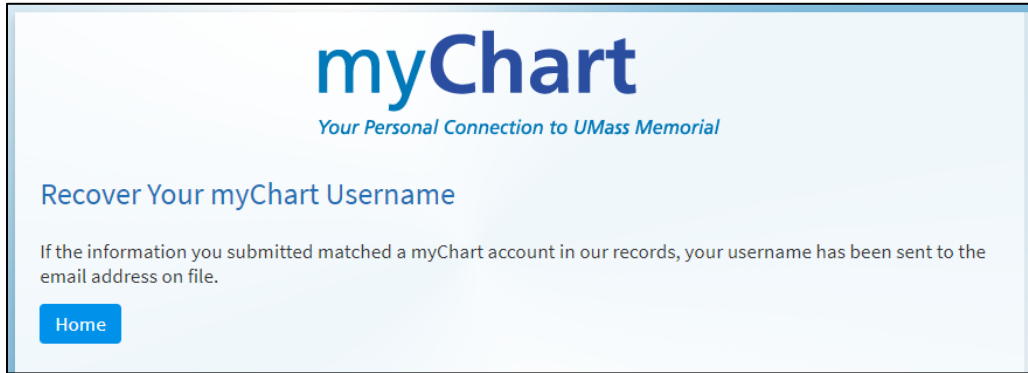 myChart
Your Personal Connection to UMass Memorial
Recover Your myChart Username
If the information you submitted matched a myChart account in our records, your username has been sent to the
email address on file.
Home